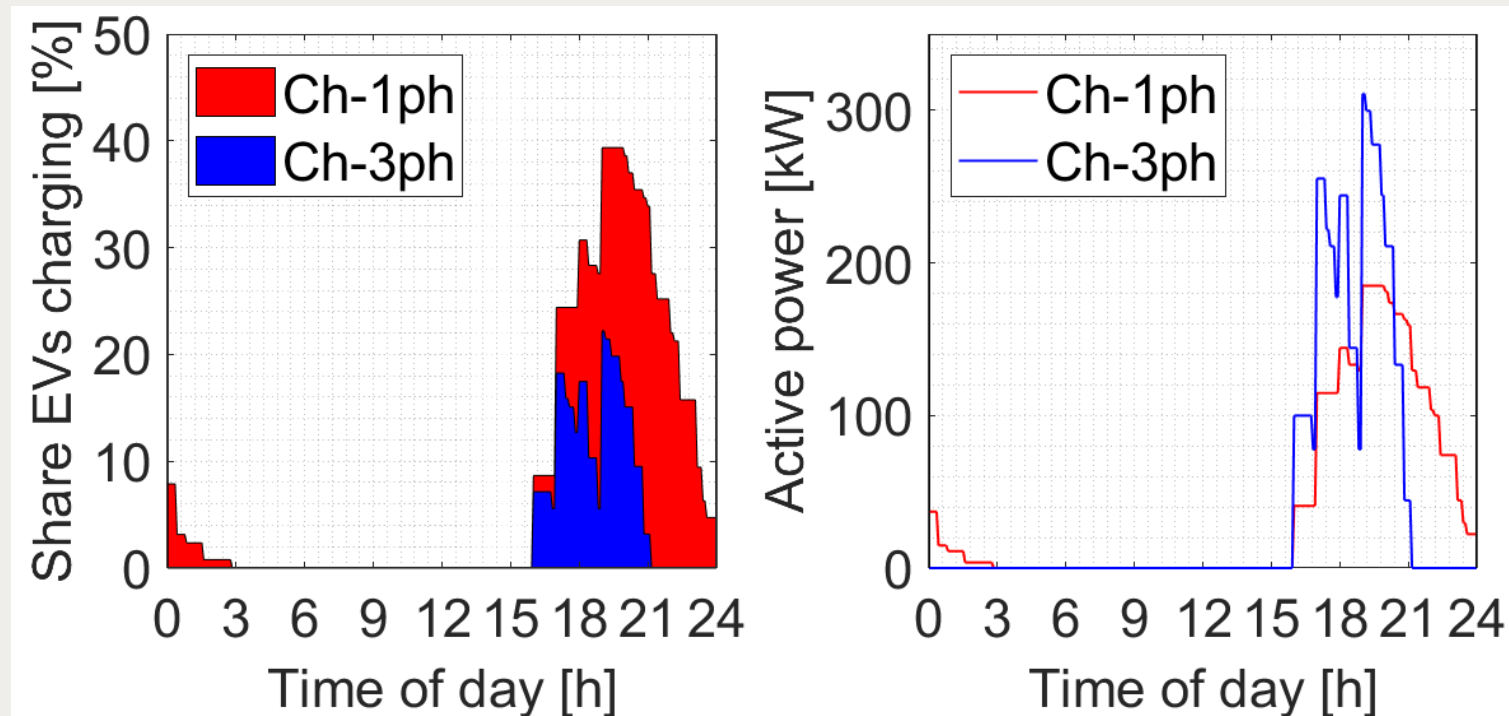 Share EVs charging [%]
50
40
30
20
10
0
Ch-1ph
Ch-3ph
0 3 6 9 12 15 18 21 24
Time of day [h]
Active power [kW]
300
200
100
0
Ch-1ph
Ch-3ph
0 3 6 9 12 15 18 21 24
Time of day [h]